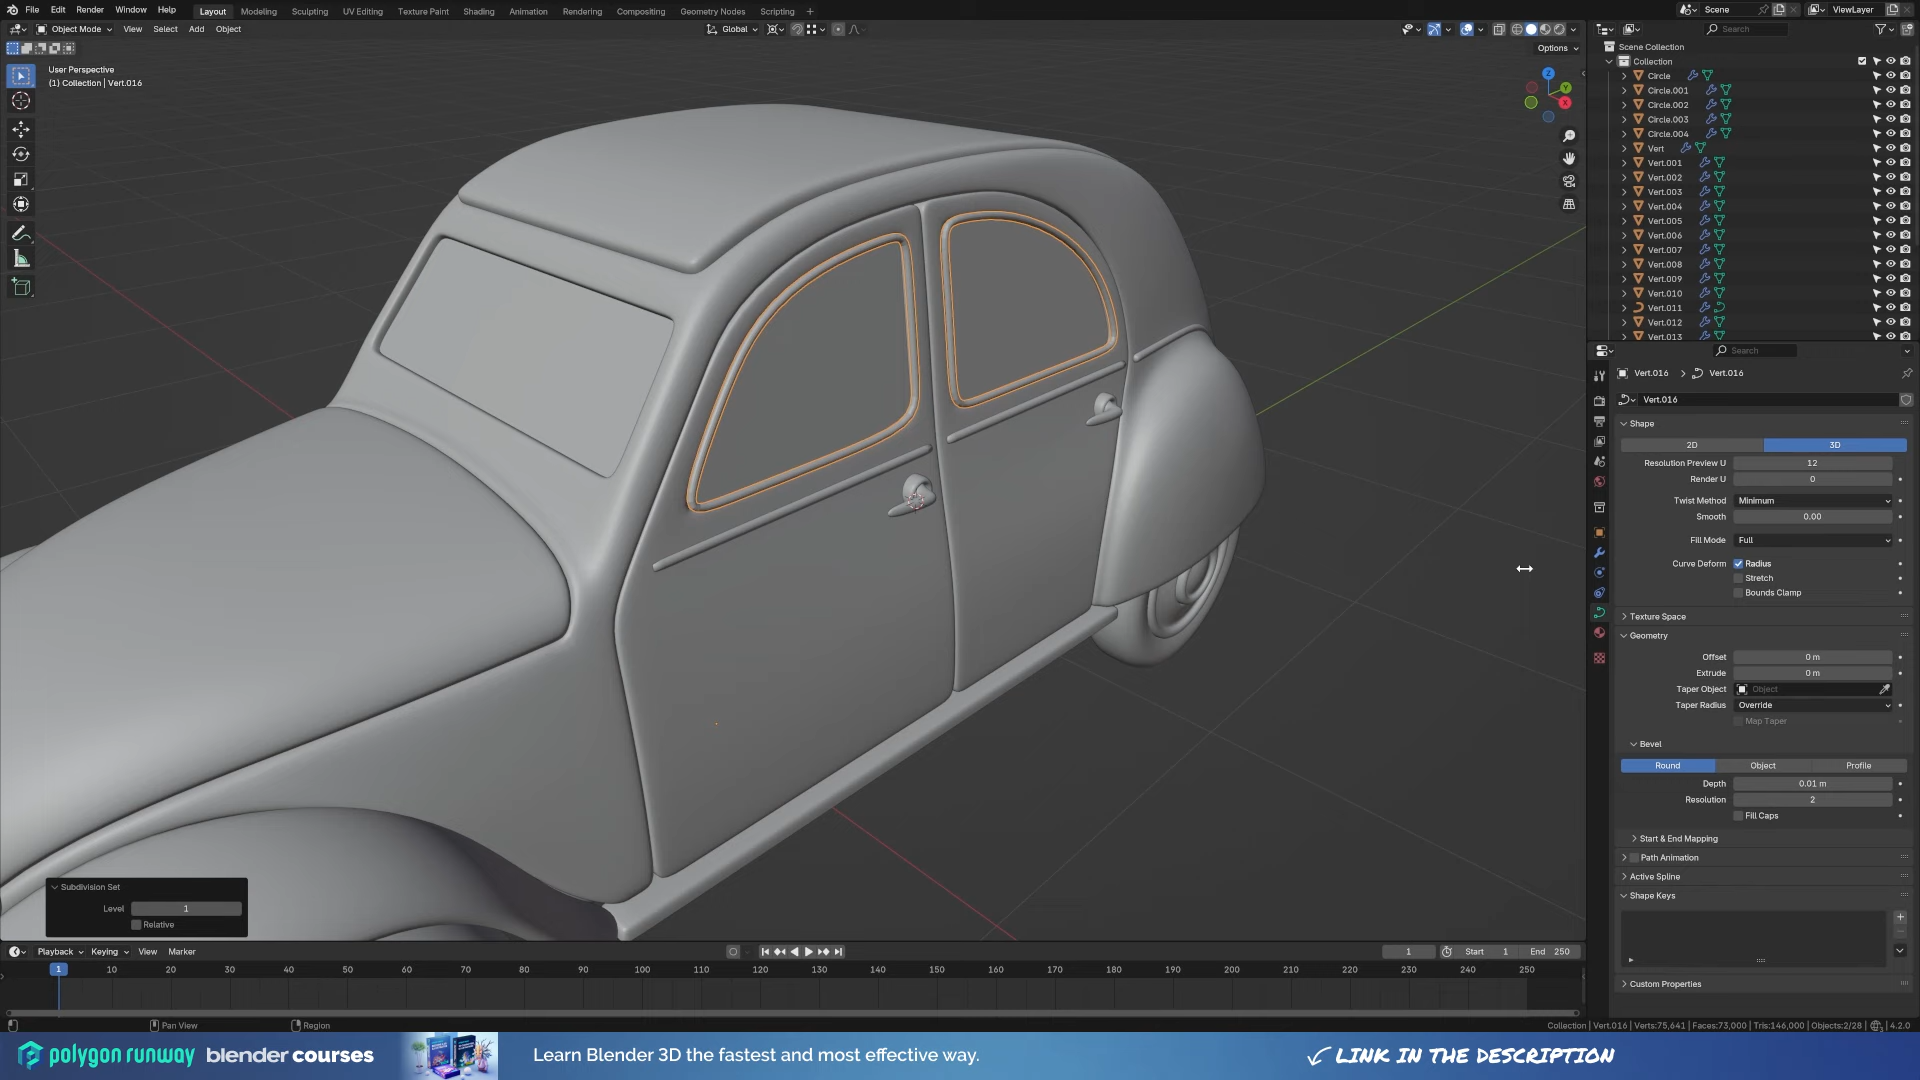 File Edit Render Window Help Layout Modeling Sculpting UV Editing Texture Paint Shading Animation Rendering Compositing Geometry Nodes Scripting + Scene ViewLayer
Object Mode View Select Add Object Global Search
Options
User Perspective
(1) Collection | Vert.016
Z
Y
X
Scene Collection
Collection
Circle
Circle.001
Circle.002
Circle.003
Circle.004
Vert
Vert.001
Vert.002
Vert.003
Vert.004
Vert.005
Vert.006
Vert.007
Vert.008
Vert.009
Vert.010
Vert.011
Vert.012
Vert.013
Search
Vert.016 > Vert.016
Vert.016
Shape
2D 3D
Resolution Preview U 12
Render U 0
Twist Method Minimum
Smooth 0.00
Fill Mode Full
Curve Deform Radius
Stretch
Bounds Clamp
Texture Space
Geometry
Offset 0 m
Extrude 0 m
Taper Object Object
Taper Radius Override
Map Taper
Bevel
Round Object Profile
Depth 0.01 m
Resolution 2
Fill Caps
Start & End Mapping
Path Animation
Active Spline
Shape Keys
Custom Properties
Subdivision Set
Level 1
Relative
Playback Keying View Marker 1 Start 1 End 250
1 10 20 30 40 50 60 70 80 90 100 110 120 130 140 150 160 170 180 190 200 210 220 230 240 250
Pan View Region Collection | Vert.016 | Verts:75,641 | Faces:73,000 | Tris:146,000 | Objects:2/28 | 4.2.0
polygon runway blender courses Learn Blender 3D the fastest and most effective way. LINK IN THE DESCRIPTION